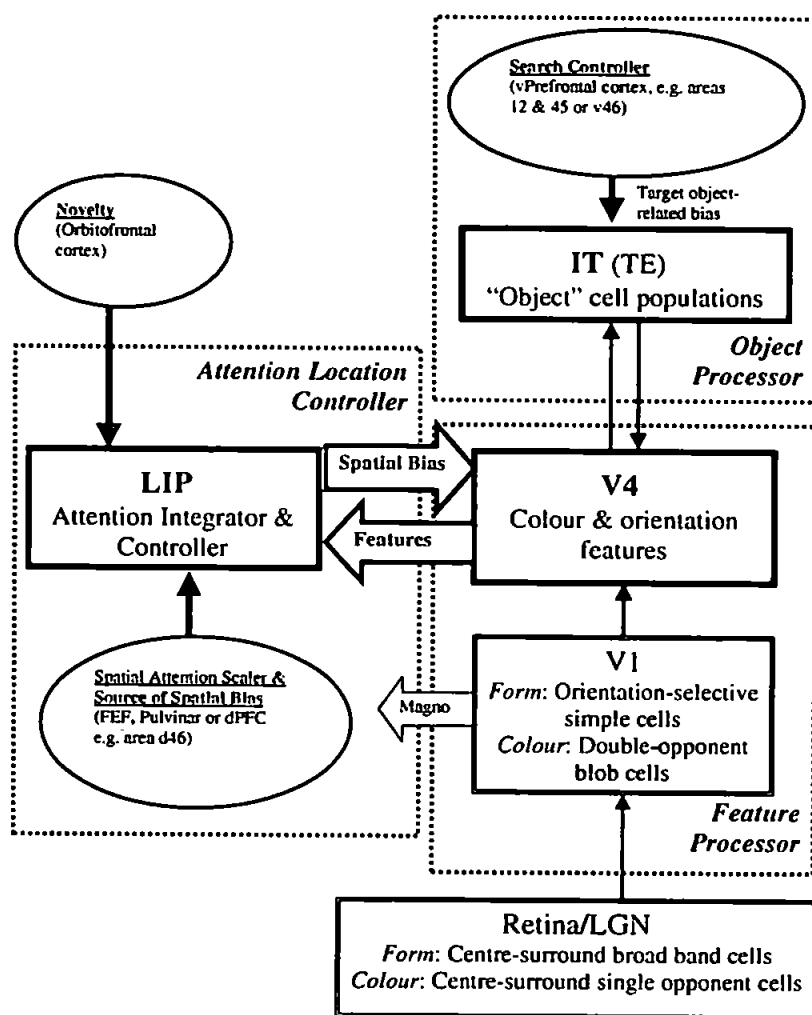 Search Controller
(vPrefrontal cortex, e.g. areas
12 & 45 or v46)
Target object-
related bias
Novelty
(Orbitofrontal
cortex)
IT (TE)
"Object" cell populations
Object
Processor
Attention Location
Controller
LIP
Attention Integrator &
Controller
Spatial Bias
Features
V4
Colour & orientation
features
Spatial Attention Scaler &
Source of Spatial Bias
(FEF, Pulvinar or dPFC
e.g. area d46)
Magno
V1
Form: Orientation-selective
simple cells
Colour: Double-opponent
blob cells
Feature
Processor
Retina/LGN
Form: Centre-surround broad band cells
Colour: Centre-surround single opponent cells